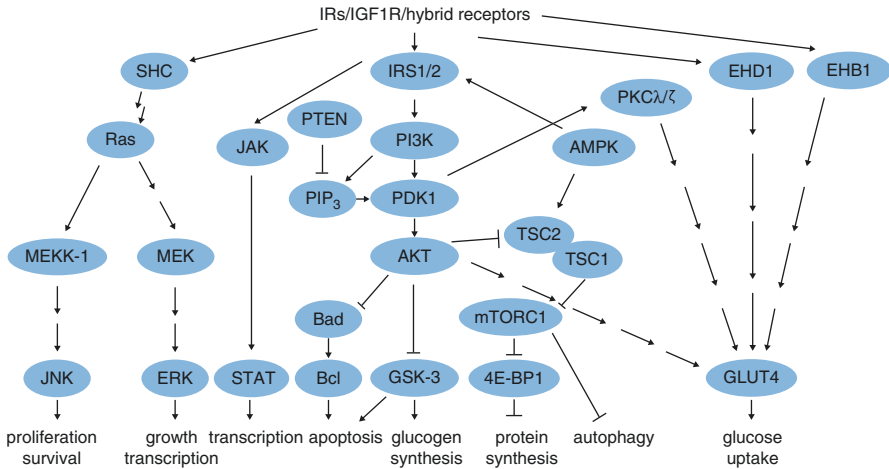 IRs/IGF1R/hybrid receptors
SHC
IRS1/2
EHD1
EHB1
PKCλ/ζ
PTEN
Ras
JAK
PI3K
AMPK
PIP3
PDK1
TSC2
MEKK-1
MEK
AKT
TSC1
Bad
mTORC1
JNK
ERK
STAT
Bcl
GSK-3
4E-BP1
GLUT4
proliferation
survival
growth
transcription
transcription
apoptosis
glucogen
synthesis
protein
synthesis
autophagy
glucose
uptake